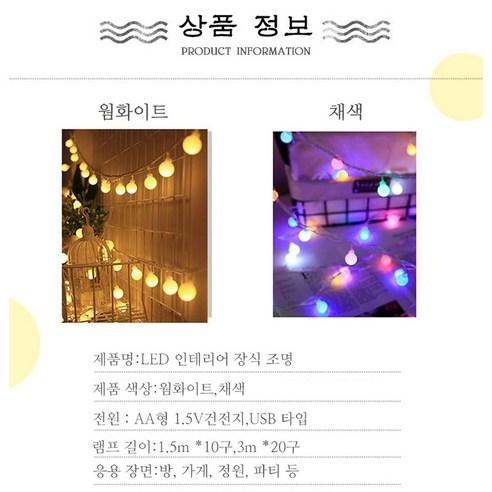 상품 정보
PRODUCT INFORMATION
웜화이트
채색
제품명:LED 인테리어 장식 조명
제품 색상:웜화이트,채색
전원 : AA형 1.5V건전지,USB 타입
램프 길이:1.5m *10구,3m *20구
응용 장면:방, 가게, 정원, 파티 등